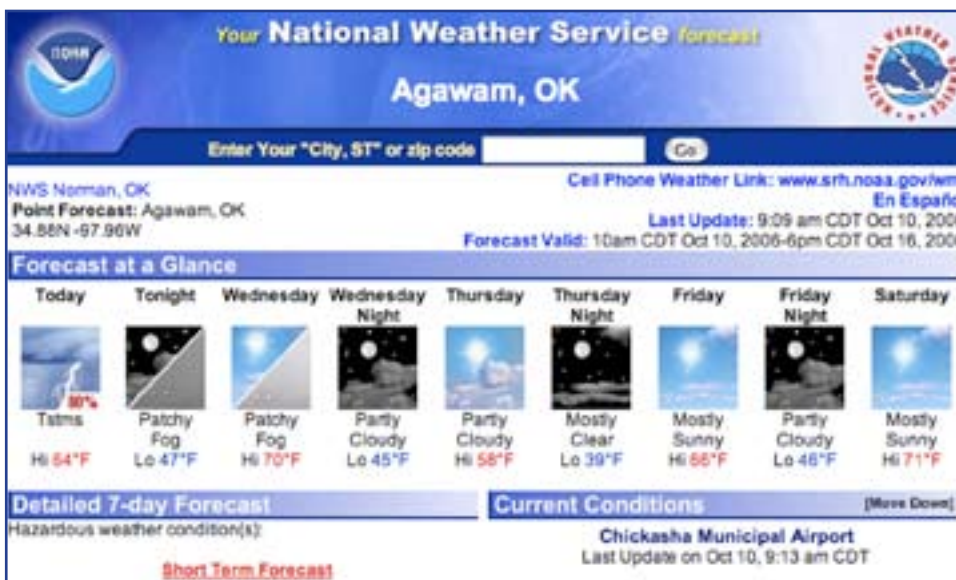 NOAA
Your National Weather Service forecast
NATIONAL WEATHER SERVICE
Agawam, OK
Enter Your "City, ST" or zip code Go
NWS Norman, OK
Point Forecast: Agawam, OK
34.88N -97.96W
Cell Phone Weather Link: www.srh.noaa.gov/wm
En Españo
Last Update: 9:09 am CDT Oct 10, 200
Forecast Valid: 10am CDT Oct 10, 2006-6pm CDT Oct 16, 200
Forecast at a Glance
Today Tonight Wednesday Wednesday Night Thursday Thursday Night Friday Friday Night Saturday
80%
Tstms Patchy Fog Patchy Fog Partly Cloudy Partly Cloudy Mostly Clear Mostly Sunny Partly Cloudy Mostly Sunny
Hi 64°F Lo 47°F Hi 70°F Lo 45°F Hi 58°F Lo 39°F Hi 66°F Lo 46°F Hi 71°F
Detailed 7-day Forecast
Hazardous weather condition(s):
Short Term Forecast
Current Conditions [Move Down]
Chickasha Municipal Airport
Last Update on Oct 10, 9:13 am CDT